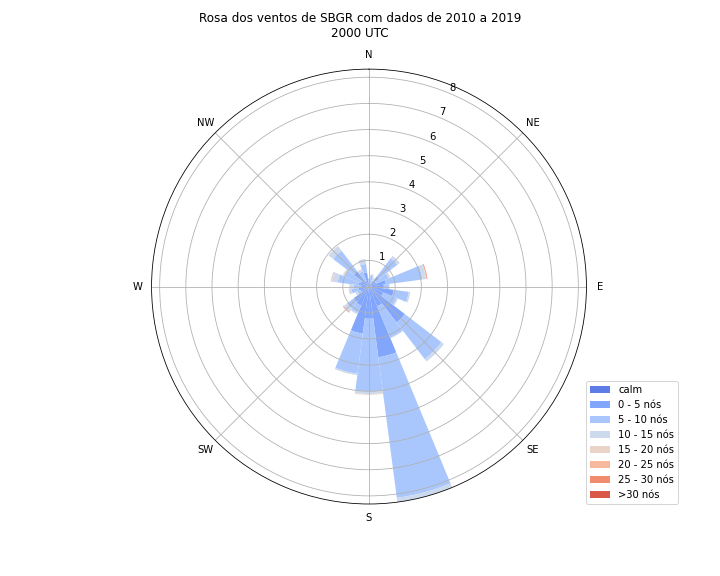 Rosa dos ventos de SBGR com dados de 2010 a 2019
2000 UTC
N
NW
NE
8
7
6
5
4
3
2
1
W
E
SW
SE
S
calm
0 - 5 nós
5 - 10 nós
10 - 15 nós
15 - 20 nós
20 - 25 nós
25 - 30 nós
>30 nós